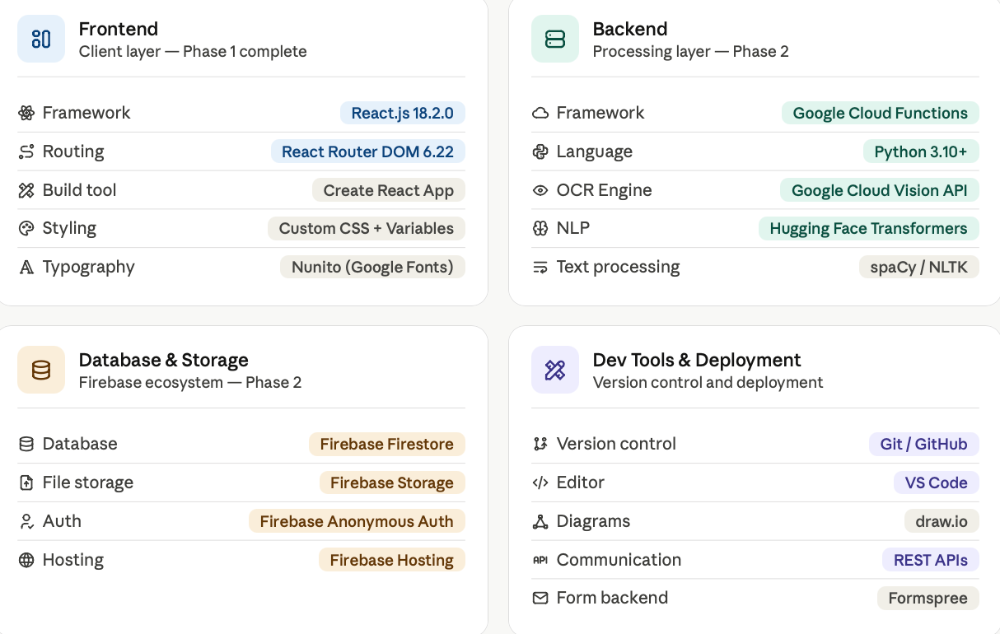 Frontend
Client layer — Phase 1 complete
Framework React.js 18.2.0
Routing React Router DOM 6.22
Build tool Create React App
Styling Custom CSS + Variables
Typography Nunito (Google Fonts)
Backend
Processing layer — Phase 2
Framework Google Cloud Functions
Language Python 3.10+
OCR Engine Google Cloud Vision API
NLP Hugging Face Transformers
Text processing spaCy / NLTK
Database & Storage
Firebase ecosystem — Phase 2
Database Firebase Firestore
File storage Firebase Storage
Auth Firebase Anonymous Auth
Hosting Firebase Hosting
Dev Tools & Deployment
Version control and deployment
Version control Git / GitHub
Editor VS Code
Diagrams draw.io
API Communication REST APIs
Form backend Formspree